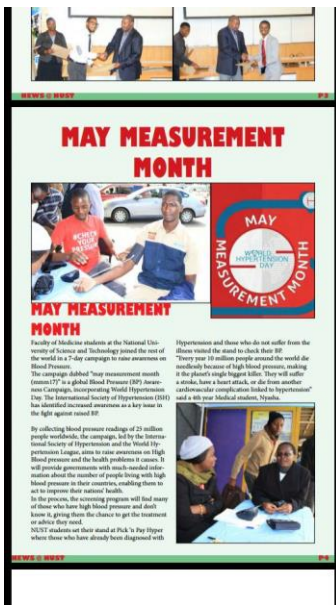 NEWS @ NUST P3
MAY MEASUREMENT
MONTH
#CHECK
YOUR
PRESSURE
MAY
MEASUREMENT MONTH
WORLD
HYPERTENSION
DAY
MAY MEASUREMENT
MONTH
Faculty of Medicine students at the National Uni-
versity of Science and Technology joined the rest of
the world in a 7-day campaign to raise awareness on
Blood Pressure.
The campaign dubbed "may measurement month
(mmm17)" is a global Blood Pressure (BP) Aware-
ness Campaign, incorporating World Hypertension
Day. The International Society of Hypertension (ISH)
has identified increased awareness as a key issue in
the fight against raised BP.
By collecting blood pressure readings of 25 million
people worldwide, the campaign, led by the Interna-
tional Society of Hypertension and the World Hy-
pertension League, aims to raise awareness on High
Blood pressure and the health problems it causes. It
will provide governments with much-needed infor-
mation about the number of people living with high
blood pressure in their countries, enabling them to
act to improve their nations' health.
In the process, the screening program will find many
of those who have high blood pressure and don't
know it, giving them the chance to get the treatment
or advice they need.
NUST students set their stand at Pick 'n Pay Hyper
where those who have already been diagnosed with
Hypertension and those who do not suffer from the
illness visited the stand to check their BP.
"Every year 10 million people around the world die
needlessly because of high blood pressure, making
it the planet's single biggest killer. They will suffer
a stroke, have a heart attack, or die from another
cardiovascular complication linked to hypertension"
said a 4th year Medical student, Nyasha.
NEWS @ NUST P4